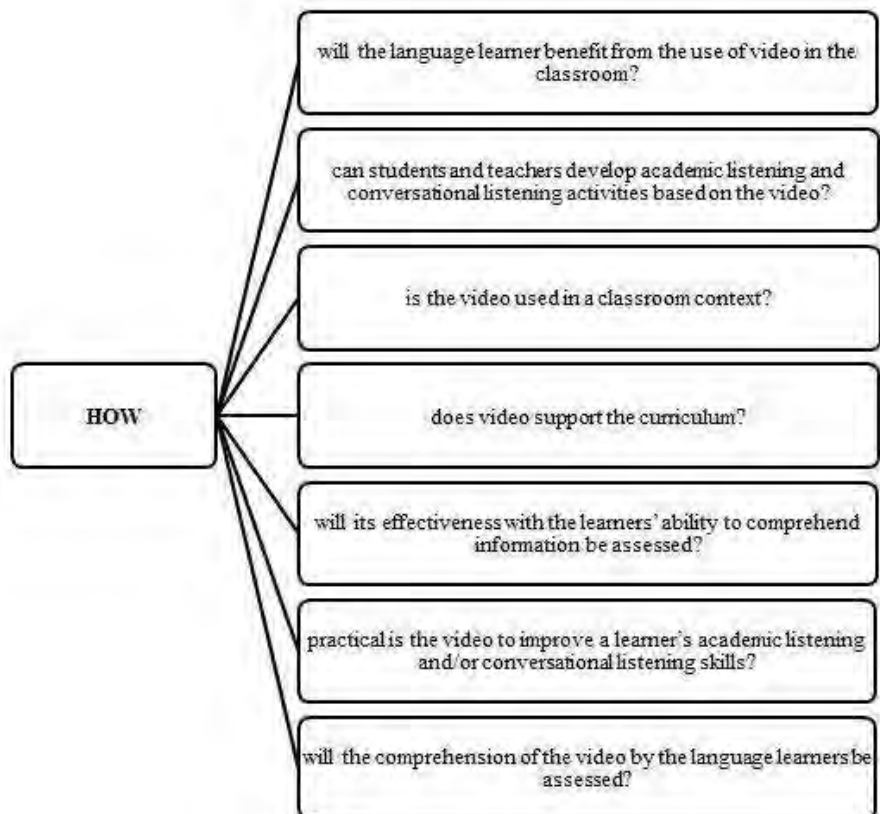 will the language learner benefit from the use of video in the
classroom?
can students and teachers develop academic listening and
conversational listening activities based on the video?
is the video used in a classroom context?
HOW
does video support the curriculum?
will its effectiveness with the learners' ability to comprehend
information be assessed?
practical is the video to improve a learner's academic listening
and/or conversational listening skills?
will the comprehension of the video by the language learners be
assessed?